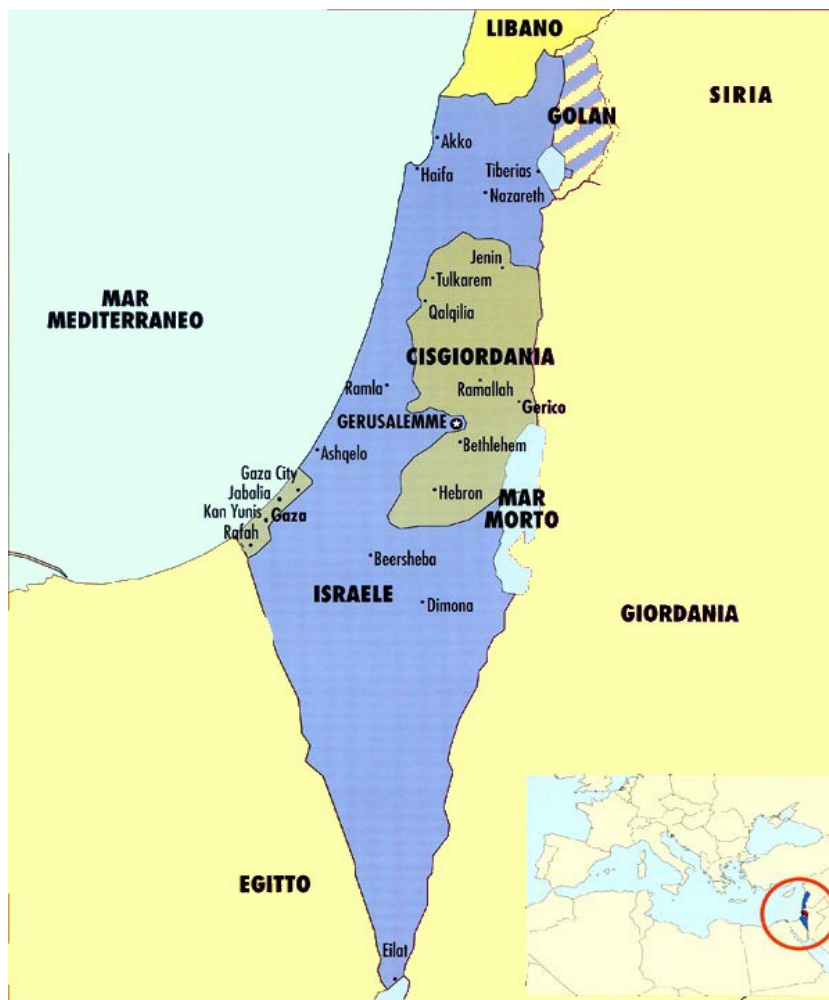 LIBANO
SIRIA
GOLAN
Akko
Haifa
Tiberias
Nazareth
Jenin
Tulkarem
Qalqilia
MAR
MEDITERRANEO
CISGIORDANIA
Ramla
Ramallah
Gerico
GERUSALEMME
Bethlehem
Ashqelo
Gaza City
Jabalia
Kan Yunis
Gaza
Rafah
Hebron
MAR
MORTO
Beersheba
ISRAELE
Dimona
GIORDANIA
EGITTO
Eilat